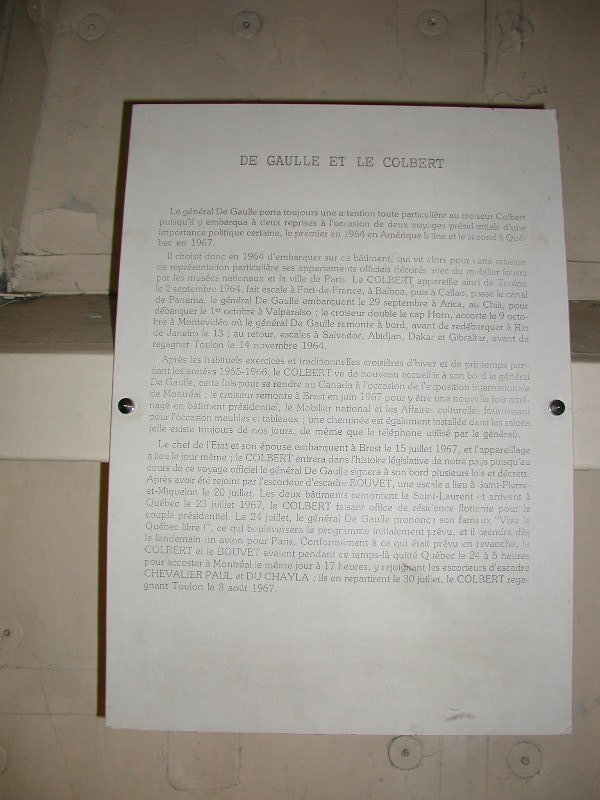 DE GAULLE ET LE COLBERT
Le général De Gaulle porta toujours une attention toute particulière au croiseur Colbert
puisqu'il y embarqua à deux reprises à l'occasion de deux voyages présidentiels d'une
importance politique certaine, le premier en 1964 en Amérique latine et le second à Qué-
bec en 1967.
Il choisit donc en 1964 d'embarquer sur ce bâtiment, qui vit alors pour cette mission
de représentation particulière ses appartements officiels décorés avec du mobilier fourni
par les musées nationaux et la ville de Paris. Le COLBERT appareille ainsi de Toulon
le 2 septembre 1964, fait escale à Fort-de-France, à Balboa, puis à Callao, passe le canal
de Panama, le général De Gaulle embarquant le 29 septembre à Arica, au Chili, pour
débarquer le 1er octobre à Valparaiso ; le croiseur double le cap Horn, accoste le 9 octo-
bre à Montevidéo où le général De Gaulle remonte à bord, avant de redébarquer à Rio
de Janeiro le 13 ; au retour, escales à Salvador, Abidjan, Dakar et Gibraltar, avant de
regagner Toulon le 14 novembre 1964.
Après les habituels exercices et traditionnelles croisières d'hiver et de printemps pen-
dant les années 1965-1966, le COLBERT va de nouveau accueillir à son bord le général
De Gaulle, cette fois pour se rendre au Canada à l'occasion de l'exposition internationale
de Montréal ; le croiseur remonte à Brest en juin 1967 pour y être une nouvelle fois amé-
nagé en bâtiment présidentiel, le Mobilier national et les Affaires culturelles fournissant
pour l'occasion meubles et tableaux ; une cheminée est également installée dans les salons
(elle existe toujours de nos jours, de même que le téléphone utilisé par le général).
Le chef de l'Etat et son épouse embarquent à Brest le 15 juillet 1967, et l'appareillage
a lieu le jour même ; le COLBERT entrera dans l'histoire législative de notre pays puisqu'au
cours de ce voyage officiel le général De Gaulle signera à son bord plusieurs lois et décrets.
Après avoir été rejoint par l'escorteur d'escadre BOUVET, une escale a lieu à Saint-Pierre-
et-Miquelon le 20 juillet. Les deux bâtiments remontent le Saint-Laurent et arrivent à
Québec le 23 juillet 1967, le COLBERT faisant office de résidence flottante pour le
couple présidentiel. Le 24 juillet, le général De Gaulle prononce son fameux "Vive le
Québec libre !", ce qui bouleversera le programme initialement prévu, et il prendra dès
le lendemain un avion pour Paris. Conformément à ce qui était prévu en revanche, le
COLBERT et le BOUVET avaient pendant ce temps-là quitté Québec le 24 à 5 heures
pour accoster à Montréal le même jour à 17 heures, y rejoignant les escorteurs d'escadre
CHEVALIER PAUL et DU CHAYLA ; ils en repartirent le 30 juillet, le COLBERT rega-
gnant Toulon le 8 août 1967.